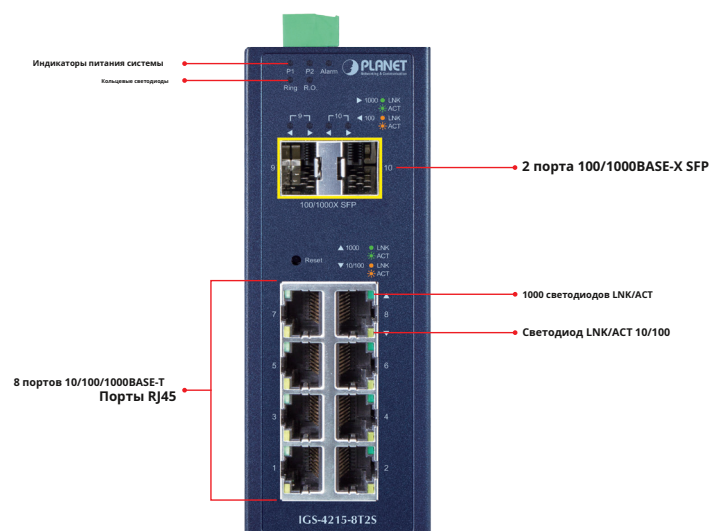 Индикаторы питания системы
Кольцевые светодиоды
PLANET
Networking & Communication
P1 P2 Alarm
Ring R.O.
1000 LNK
ACT
100 LNK
ACT
9 10
9
10
100/1000X SFP
2 порта 100/1000BASE-X SFP
Reset
1000 LNK
ACT
10/100 LNK
ACT
1000 светодиодов LNK/ACT
Светодиод LNK/ACT 10/100
7 8
5 6
8 портов 10/100/1000BASE-T
Порты RJ45
3 4
1 2
IGS-4215-8T2S